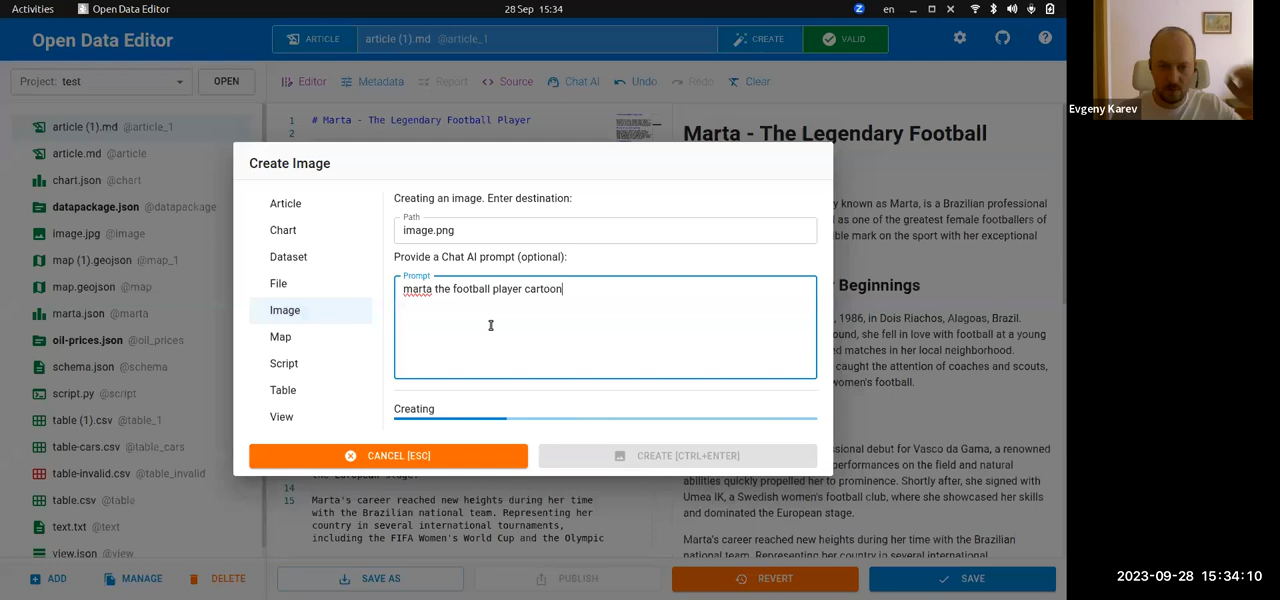 Activities
Open Data Editor
28 Sep 15:34
Z
en
Open Data Editor
ARTICLE
article (1).md @article_1
CREATE
VALID
Project: test
OPEN
Editor
Metadata
Report
Source
Chat AI
Undo
Redo
Clear
Evgeny Karev
article (1).md @article_1
article.md @article
chart.json @chart
datapackage.json @datapackage
image.jpg @image
map (1).geojson @map_1
map.geojson @map
marta.json @marta
oil-prices.json @oil_prices
schema.json @schema
script.py @script
table (1).csv @table_1
table-cars.csv @table_cars
table-invalid.csv @table_invalid
table.csv @table
text.txt @text
view.json @view
ADD
MANAGE
DELETE
1 # Marta - The Legendary Football Player
2
Create Image
Article
Chart
Dataset
File
Image
Map
Script
Table
View
Creating an image. Enter destination:
Path
image.png
Provide a Chat AI prompt (optional):
Prompt
marta the football player cartoon
Creating
CANCEL [ESC]
CREATE [CTRL+ENTER]
the European stage.
14
15 Marta's career reached new heights during her time
with the Brazilian national team. Representing her
country in several international tournaments,
including the FIFA Women's World Cup and the Olympic
Marta - The Legendary Football
y known as Marta, is a Brazilian professional
as one of the greatest female footballers of
ible mark on the sport with her exceptional
r Beginnings
, 1986, in Dois Riachos, Alagoas, Brazil.
ound, she fell in love with football at a young
d matches in her local neighborhood.
caught the attention of coaches and scouts,
women's football.
ssional debut for Vasco da Gama, a renowned
performances on the field and natural
abilities quickly propelled her to prominence. Shortly after, she signed with
Umea IK, a Swedish women's football club, where she showcased her skills
and dominated the European stage.
Marta's career reached new heights during her time with the Brazilian
national team. Representing her country in several international
SAVE AS
PUBLISH
REVERT
SAVE
2023-09-28 15:34:10